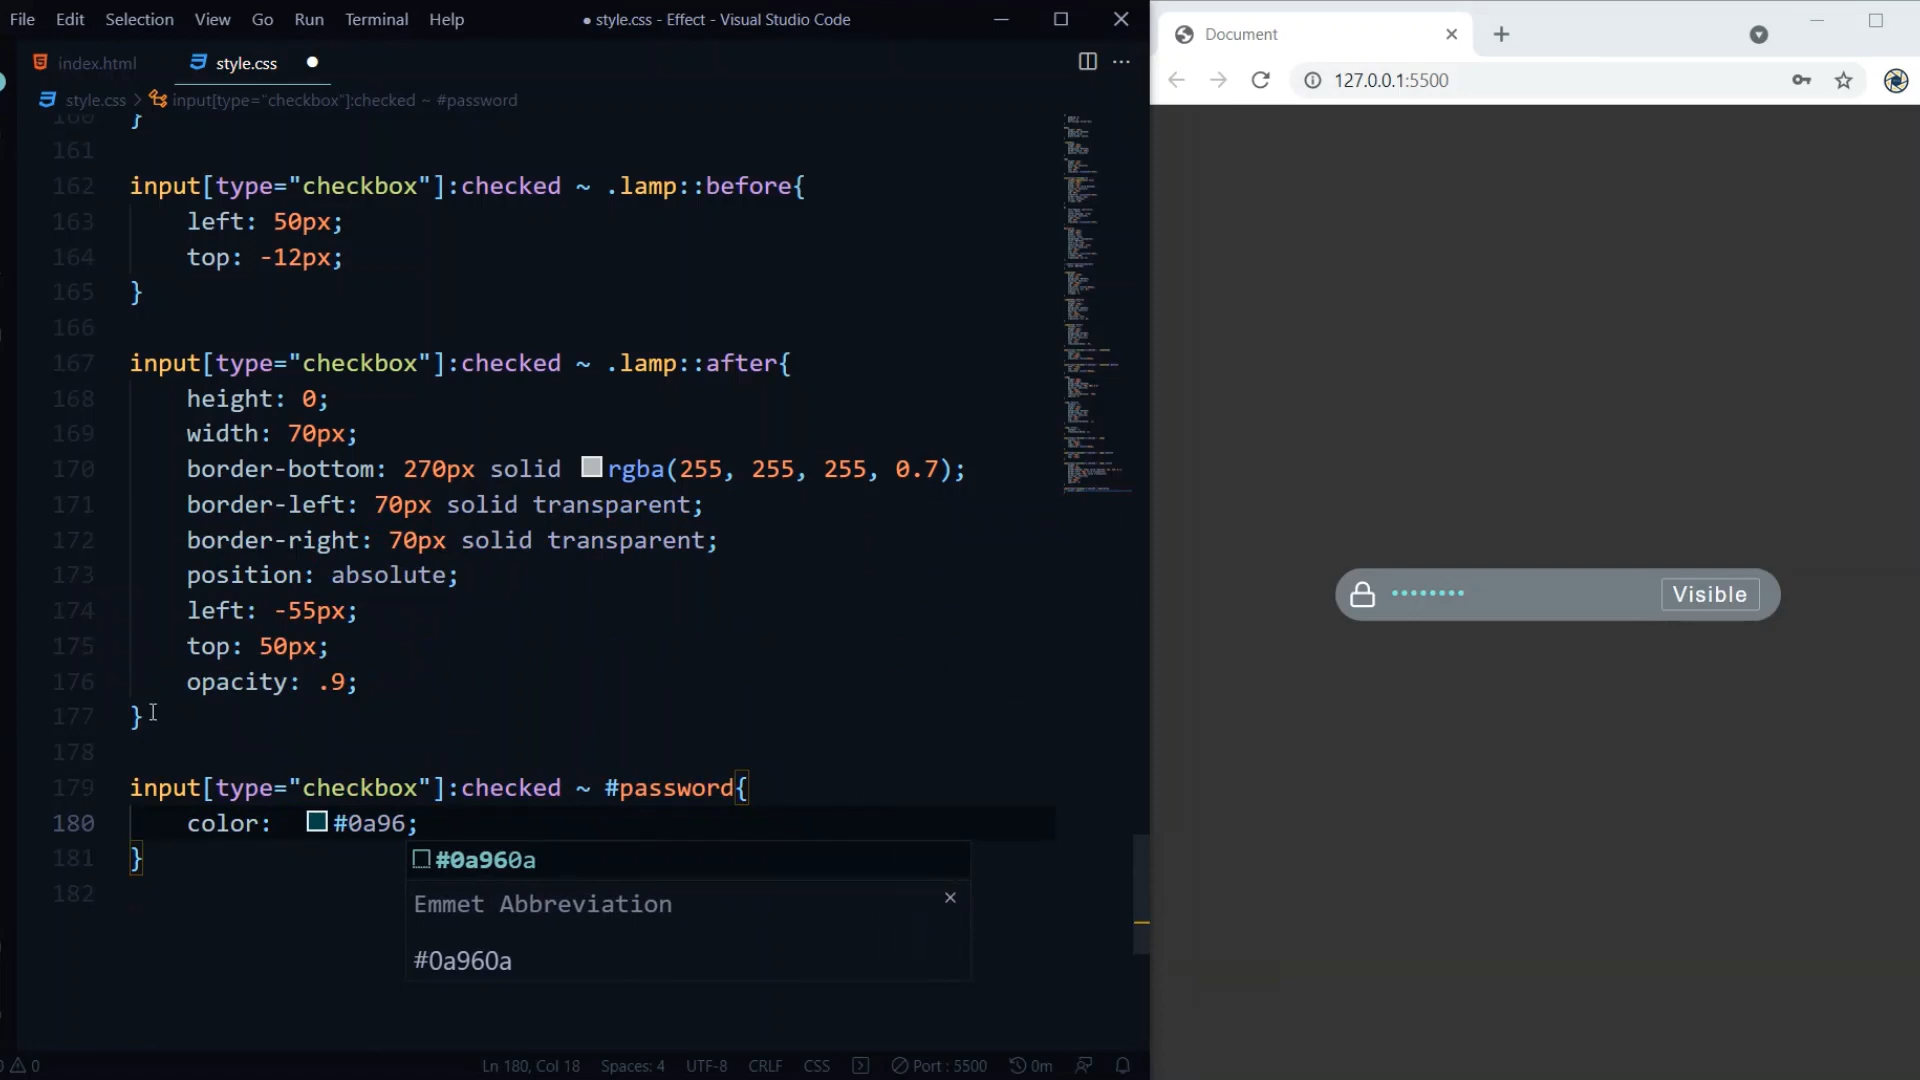 File Edit Selection View Go Run Terminal Help
● style.css - Effect - Visual Studio Code
index.html
style.css
style.css > input[type="checkbox"]:checked ~ #password
160 }
161
162 input[type="checkbox"]:checked ~ .lamp::before{
163 left: 50px;
164 top: -12px;
165 }
166
167 input[type="checkbox"]:checked ~ .lamp::after{
168 height: 0;
169 width: 70px;
170 border-bottom: 270px solid rgba(255, 255, 255, 0.7);
171 border-left: 70px solid transparent;
172 border-right: 70px solid transparent;
173 position: absolute;
174 left: -55px;
175 top: 50px;
176 opacity: .9;
177 }
178
179 input[type="checkbox"]:checked ~ #password{
180 color: #0a96;
181 }
182
#0a960a
Emmet Abbreviation
#0a960a
0 Ln 180, Col 18 Spaces: 4 UTF-8 CRLF CSS Port : 5500 0m
Document
127.0.0.1:5500
••••••••
Visible